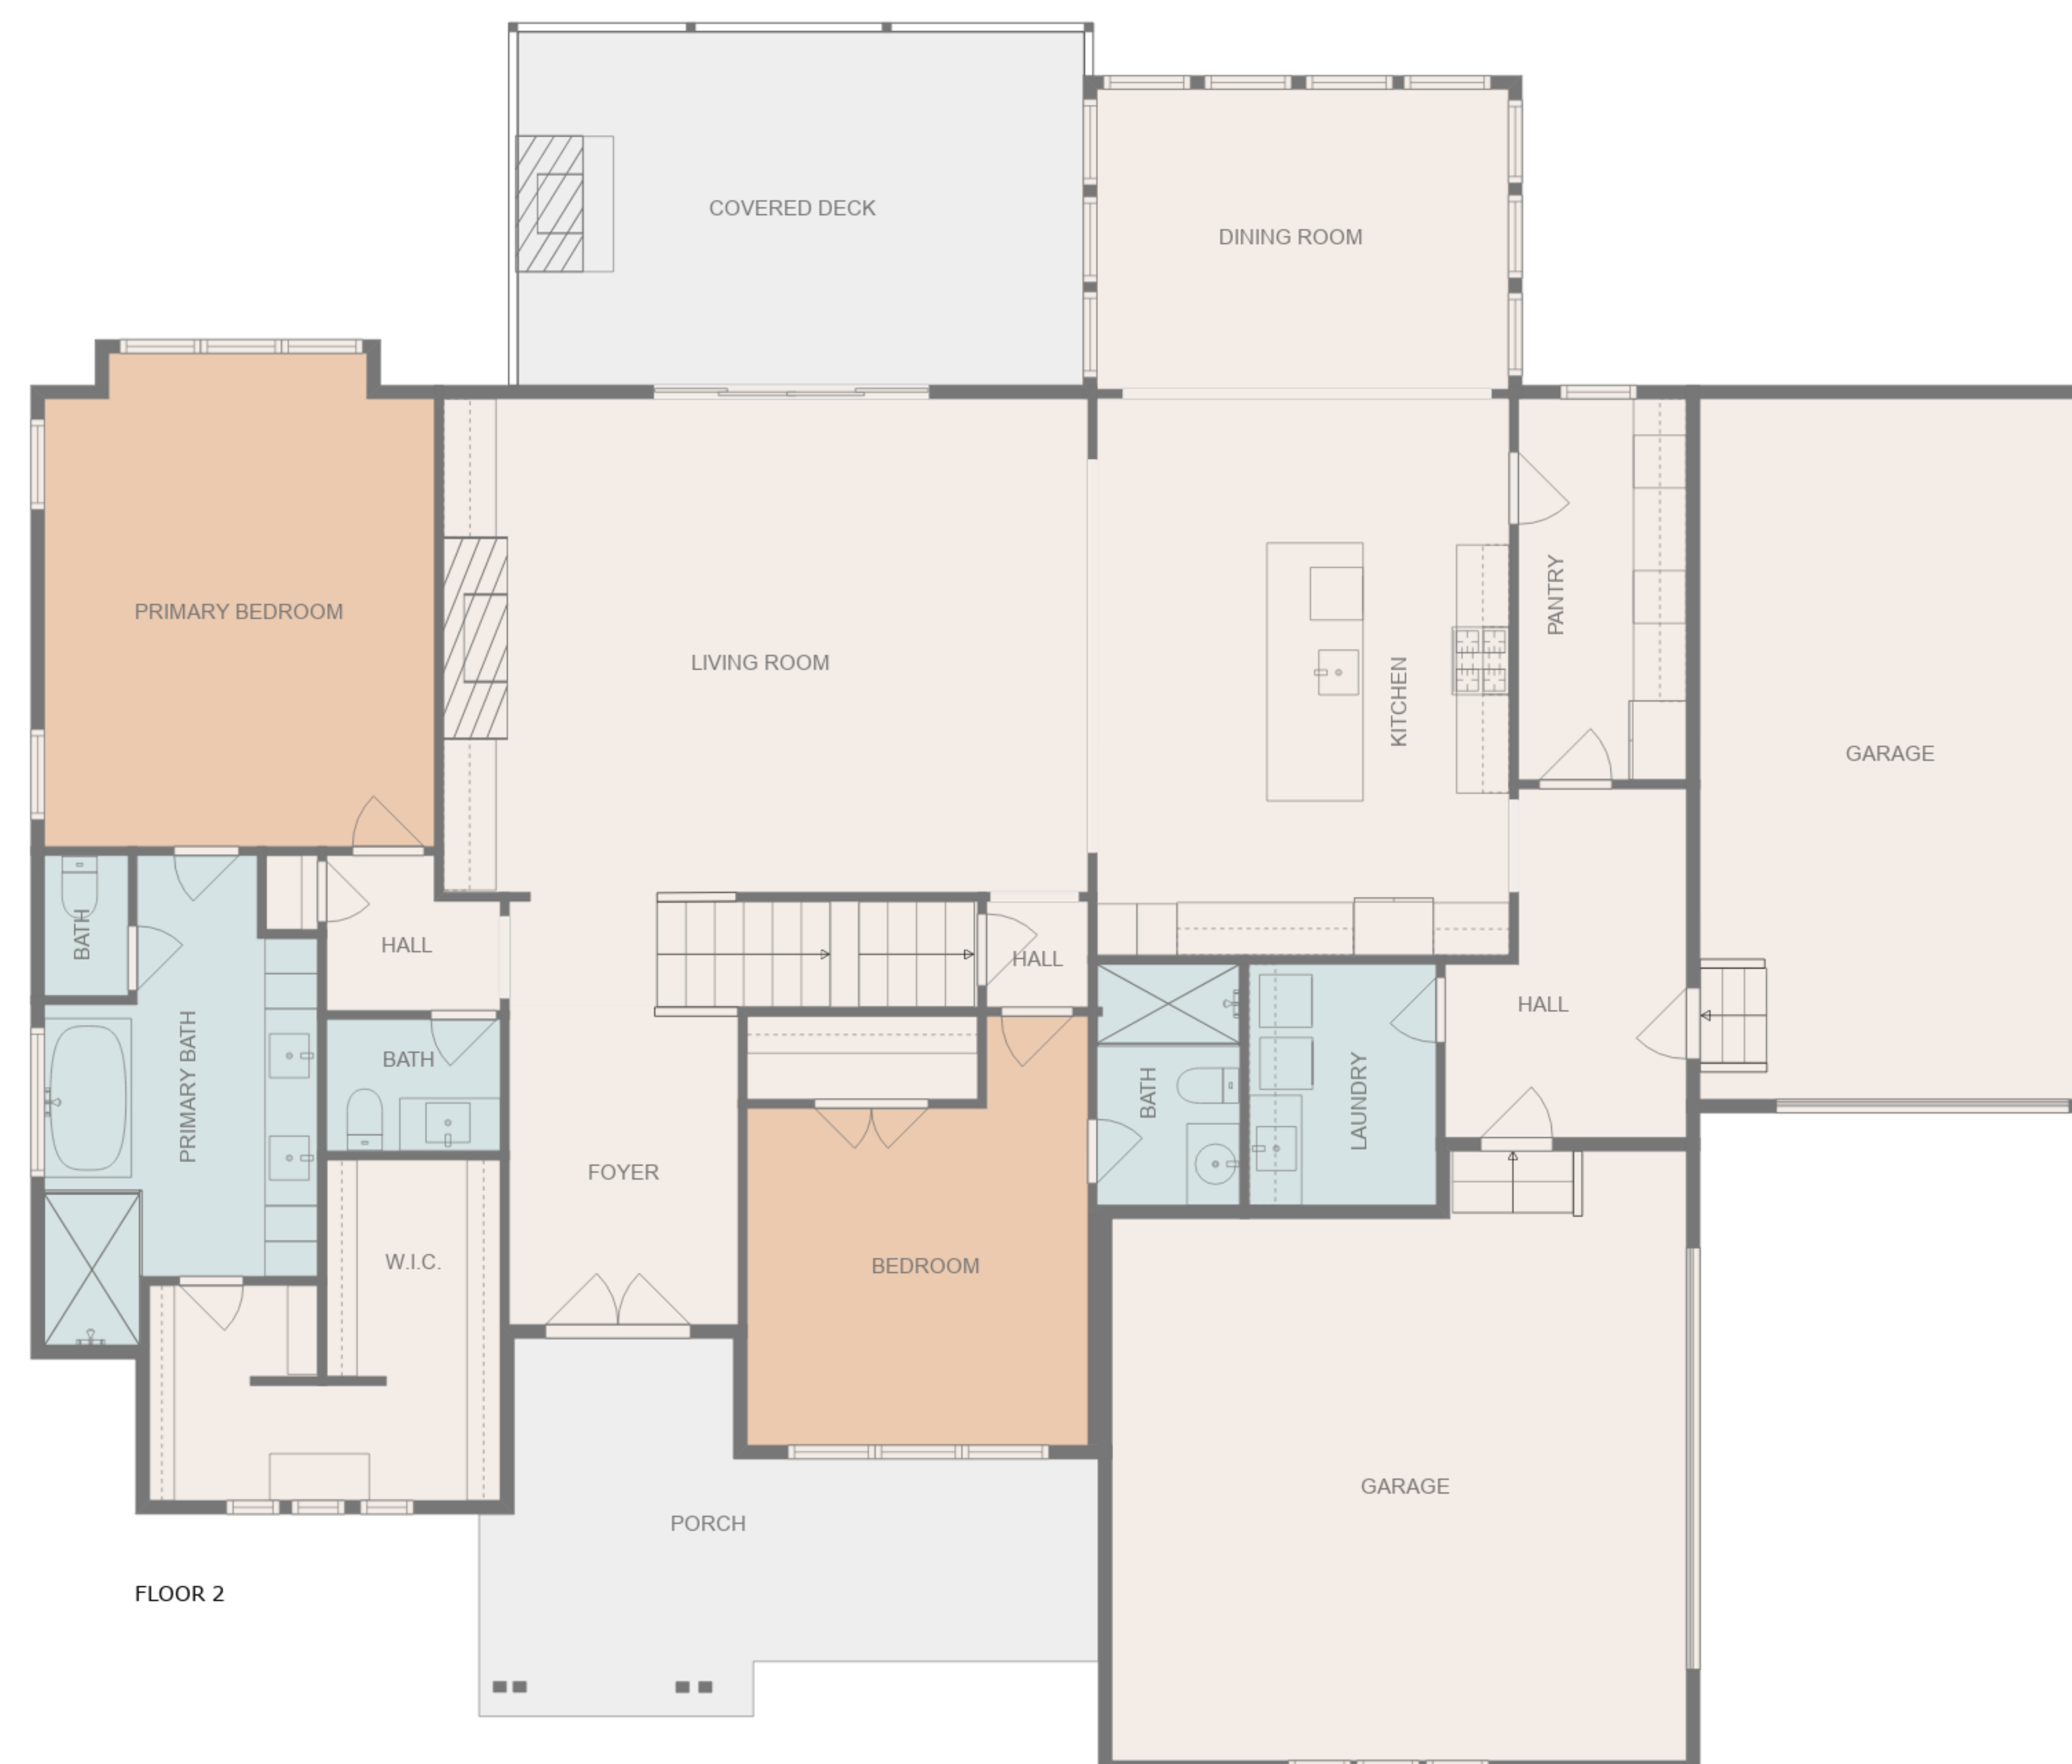 COVERED DECK
DINING ROOM
PRIMARY BEDROOM
LIVING ROOM
KITCHEN
PANTRY
GARAGE
BATH
HALL
HALL
HALL
PRIMARY BATH
BATH
BATH
LAUNDRY
FOYER
W.I.C.
BEDROOM
GARAGE
PORCH
FLOOR 2